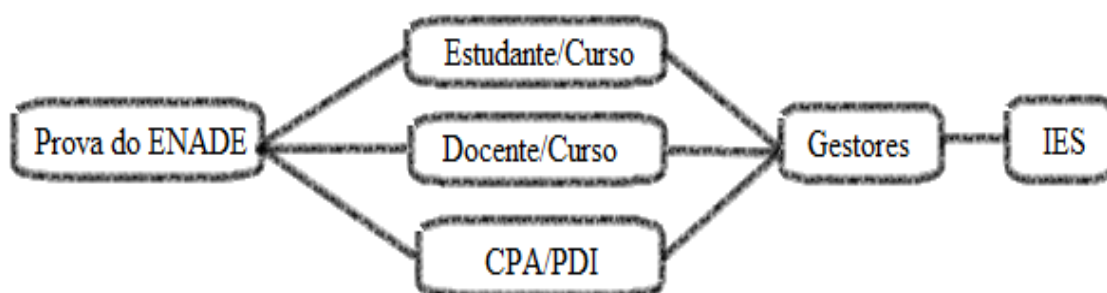 Estudante/Curso
Prova do ENADE
Docente/Curso
Gestores
IES
CPA/PDI